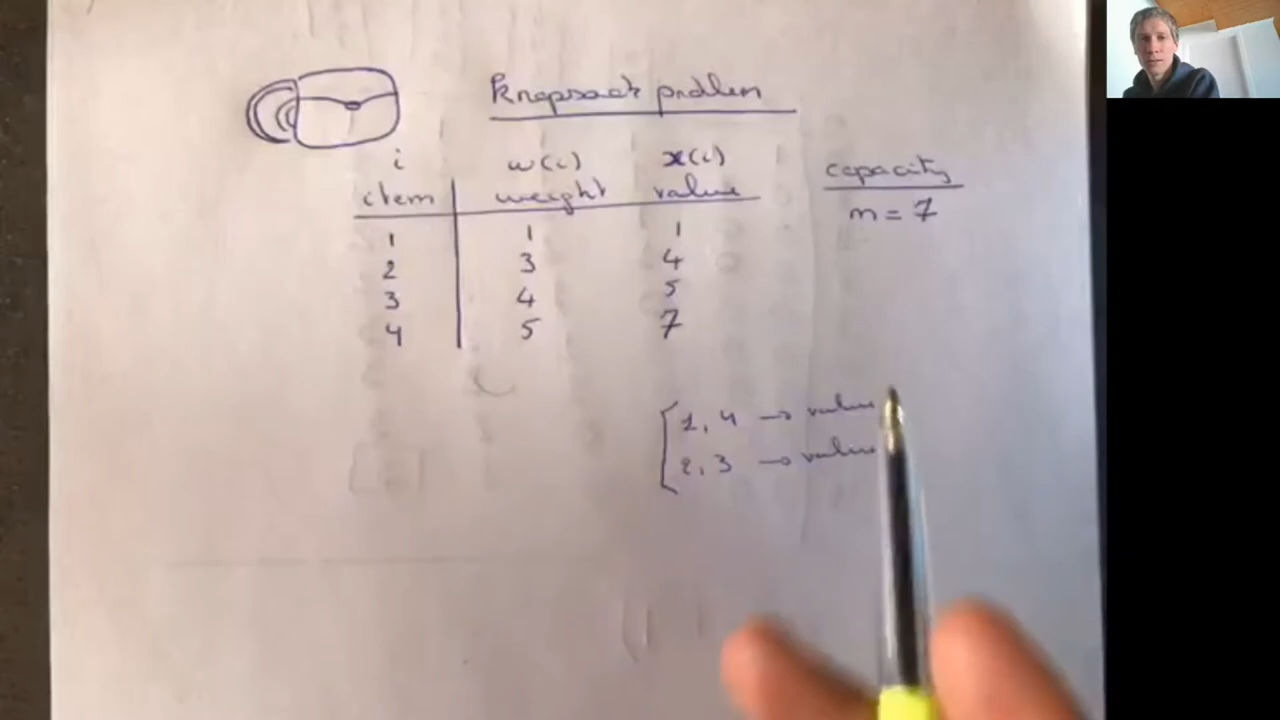 Knapsack problem
i w(i) x(i) capacity
item weight value m = 7
1 1 1
2 3 4
3 4 5
4 5 7
1, 4 → value
2, 3 → value